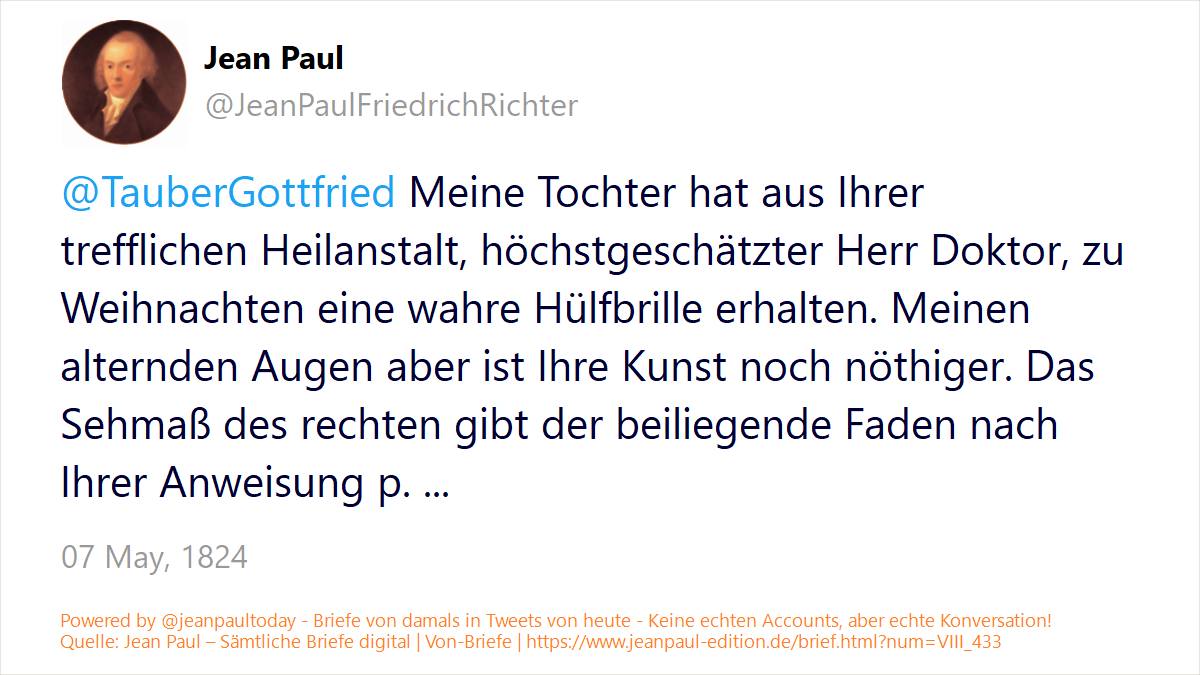 Jean Paul
@JeanPaulFriedrichRichter
@TauberGottfried Meine Tochter hat aus Ihrer
trefflichen Heilanstalt, höchstgeschätzter Herr Doktor, zu
Weihnachten eine wahre Hülfbrille erhalten. Meinen
alternden Augen aber ist Ihre Kunst noch nöthiger. Das
Sehmaß des rechten gibt der beiliegende Faden nach
Ihrer Anweisung p. ...
07 May, 1824
Powered by @jeanpaultoday - Briefe von damals in Tweets von heute - Keine echten Accounts, aber echte Konversation!
Quelle: Jean Paul – Sämtliche Briefe digital | Von-Briefe | https://www.jeanpaul-edition.de/brief.html?num=VIII_433